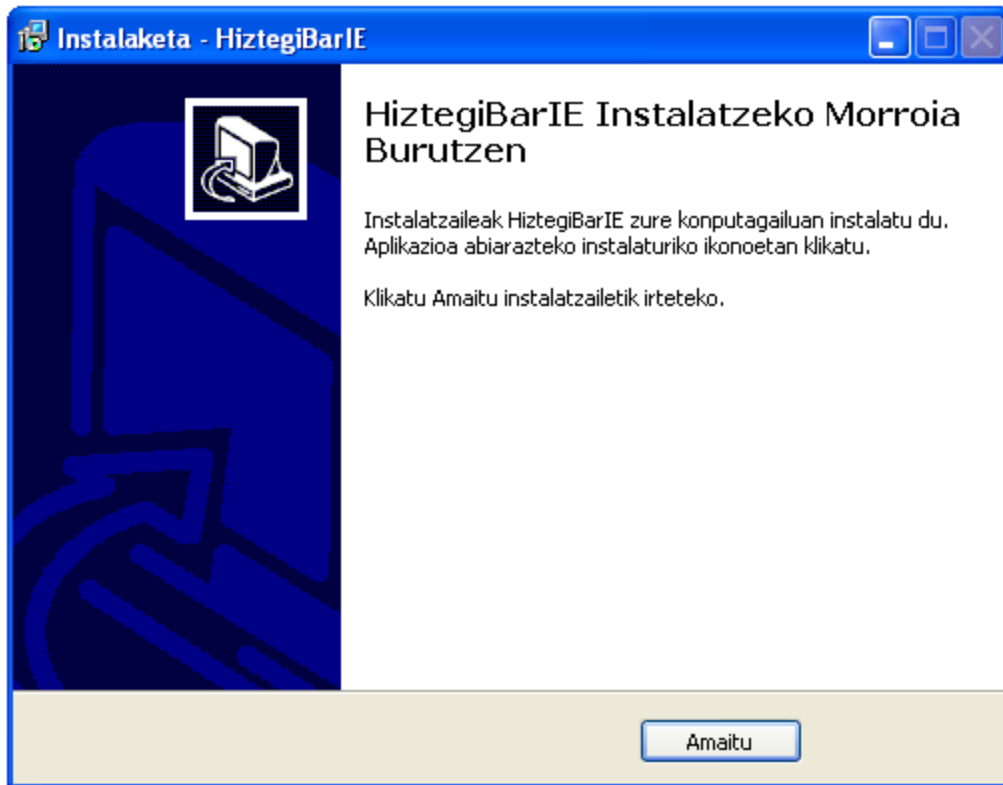 Instalaketa - HiztegiBarIE
HiztegiBarIE Instalatzeko Morroia
Burutzen
Instalatzaileak HiztegiBarIE zure konputagailuan instalatu du.
Aplikazioa abiarazteko instalaturiko ikonoetan klikatu.
Klikatu Amaitu instalatzailetik irteteko.
Amaitu